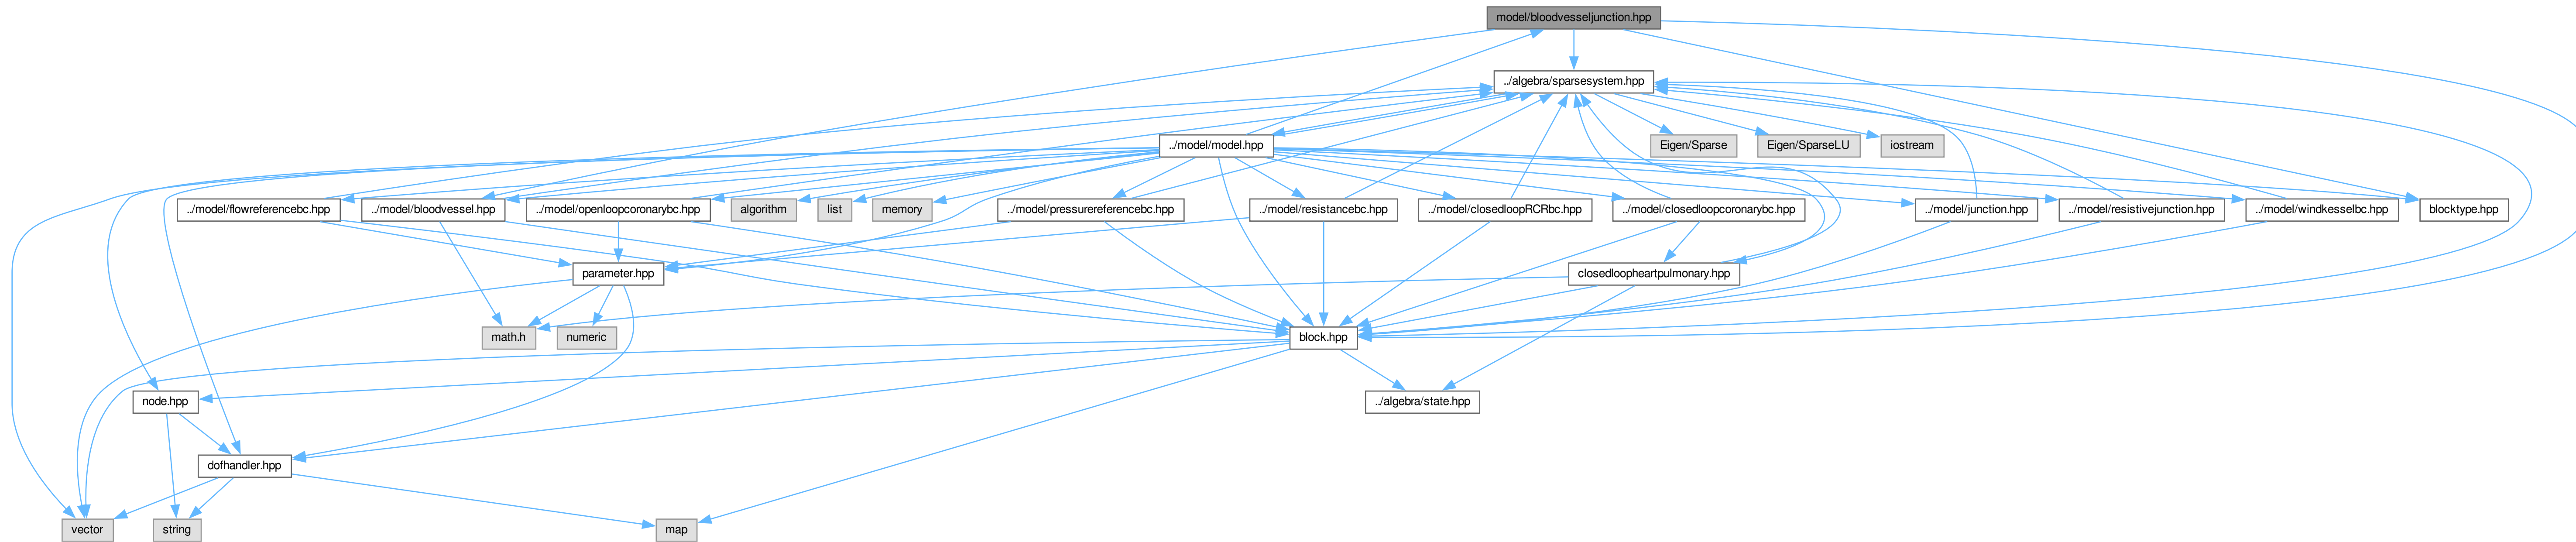 model/bloodvesseljunction.hpp
../algebra/sparsesystem.hpp
../model/model.hpp
Eigen/Sparse
Eigen/SparseLU
iostream
../model/flowreferencebc.hpp
../model/bloodvessel.hpp
../model/openloopcoronarybc.hpp
algorithm
list
memory
../model/pressurereferencebc.hpp
../model/resistancebc.hpp
../model/closedloopRCRbc.hpp
../model/closedloopcoronarybc.hpp
../model/junction.hpp
../model/resistivejunction.hpp
../model/windkesselbc.hpp
blocktype.hpp
parameter.hpp
closedloopheartpulmonary.hpp
math.h
numeric
block.hpp
node.hpp
../algebra/state.hpp
dofhandler.hpp
vector
string
map